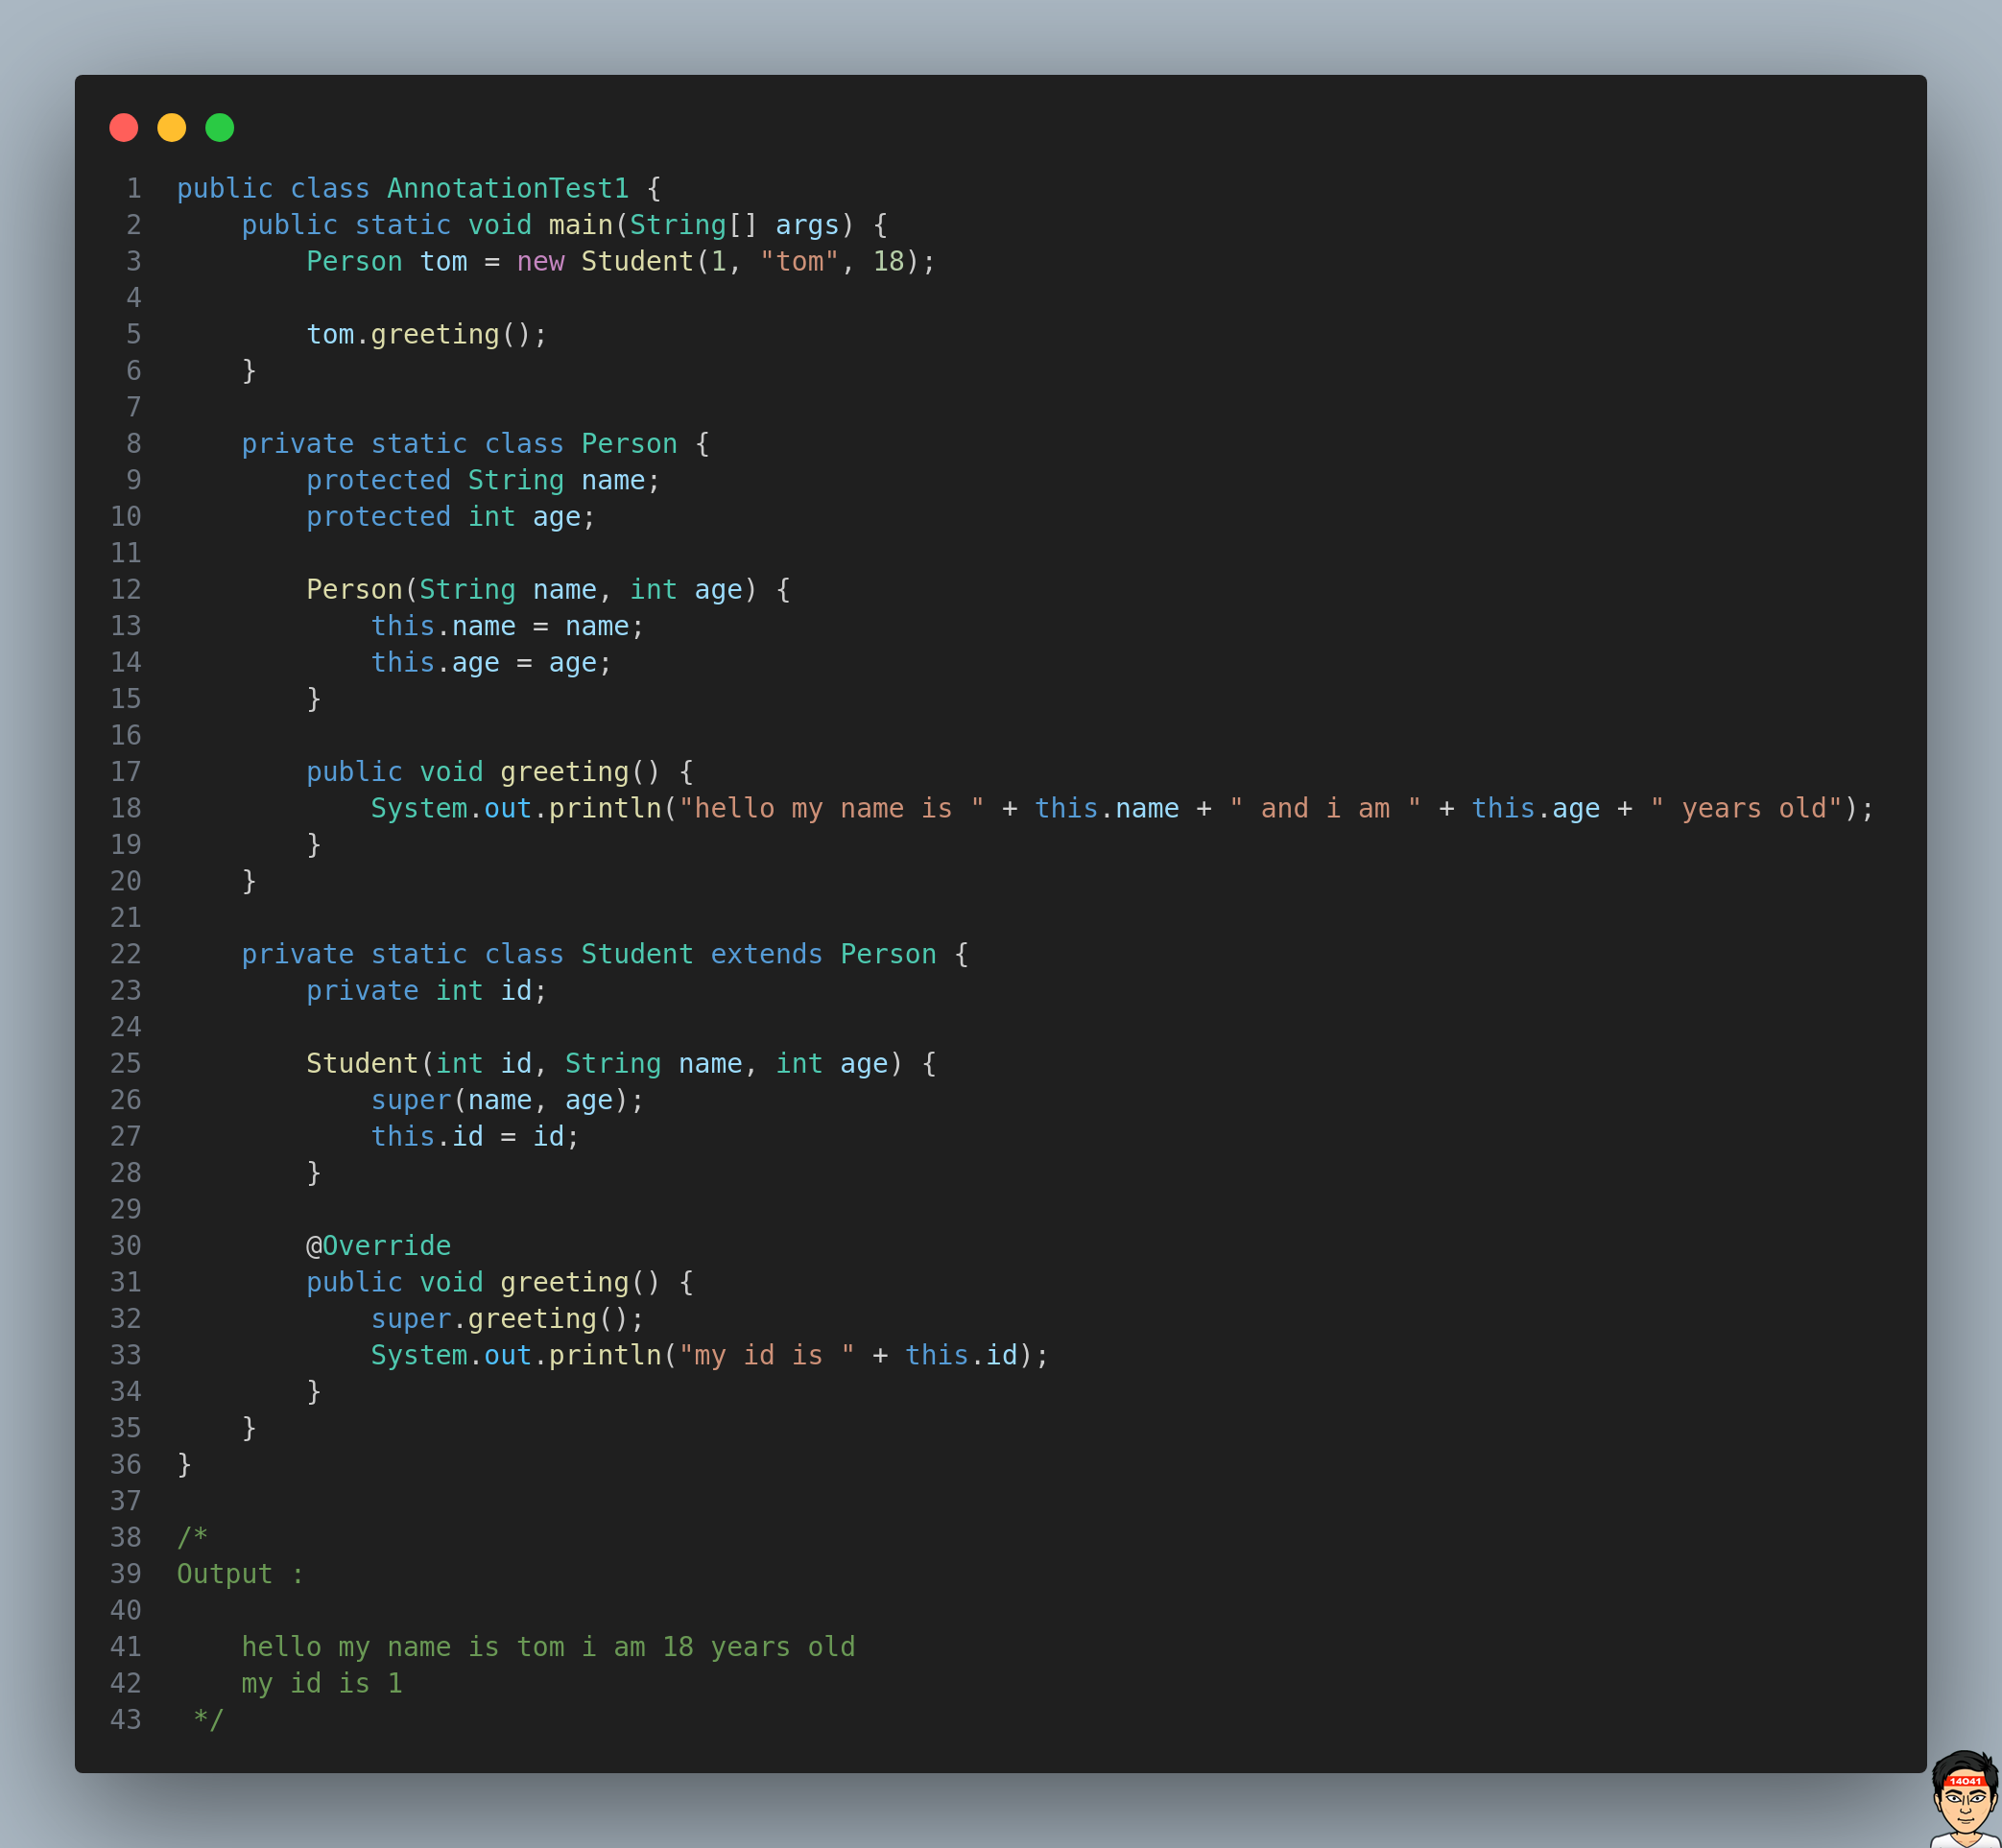 1 public class AnnotationTest1 {
2     public static void main(String[] args) {
3         Person tom = new Student(1, "tom", 18);
4
5         tom.greeting();
6     }
7
8     private static class Person {
9         protected String name;
10         protected int age;
11
12         Person(String name, int age) {
13             this.name = name;
14             this.age = age;
15         }
16
17         public void greeting() {
18             System.out.println("hello my name is " + this.name + " and i am " + this.age + " years old");
19         }
20     }
21
22     private static class Student extends Person {
23         private int id;
24
25         Student(int id, String name, int age) {
26             super(name, age);
27             this.id = id;
28         }
29
30         @Override
31         public void greeting() {
32             super.greeting();
33             System.out.println("my id is " + this.id);
34         }
35     }
36 }
37
38 /*
39 Output :
40
41     hello my name is tom i am 18 years old
42     my id is 1
43  */
14041